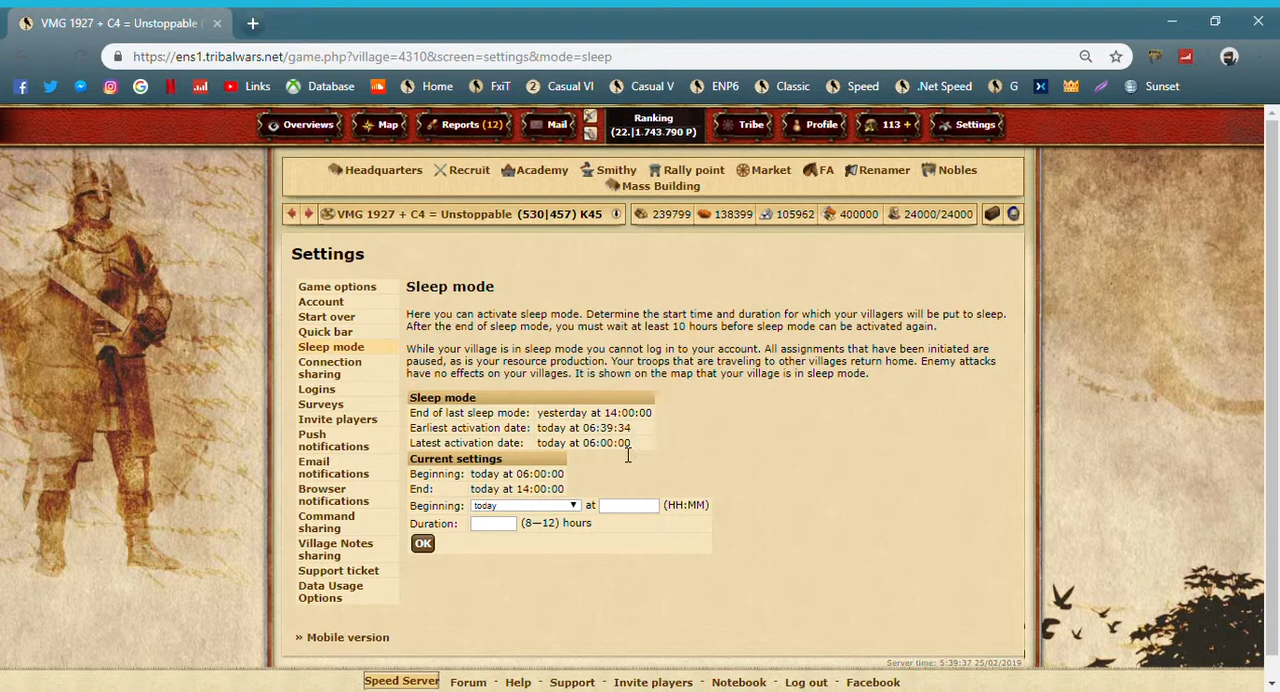 VMG 1927 + C4 = Unstoppable
https://ens1.tribalwars.net/game.php?village=4310&screen=settings&mode=sleep
Links Database Home FxiT Casual VI Casual V ENP6 Classic Speed .Net Speed G Sunset
Overviews Map Reports (12) Mail Ranking (22.|1.743.790 P) Tribe Profile 113 + Settings
Headquarters Recruit Academy Smithy Rally point Market FA Renamer Nobles
Mass Building
VMG 1927 + C4 = Unstoppable (530|457) K45 239799 138399 105962 400000 24000/24000
Settings
Game options
Account
Start over
Quick bar
Sleep mode
Connection
sharing
Logins
Surveys
Invite players
Push
notifications
Email
notifications
Browser
notifications
Command
sharing
Village Notes
sharing
Support ticket
Data Usage
Options
» Mobile version
Sleep mode
Here you can activate sleep mode. Determine the start time and duration for which your villagers will be put to sleep.
After the end of sleep mode, you must wait at least 10 hours before sleep mode can be activated again.
While your village is in sleep mode you cannot log in to your account. All assignments that have been initiated are
paused, as is your resource production. Your troops that are traveling to other villages return home. Enemy attacks
have no effects on your villages. It is shown on the map that your village is in sleep mode.
Sleep mode
End of last sleep mode: yesterday at 14:00:00
Earliest activation date: today at 06:39:34
Latest activation date: today at 06:00:00
Current settings
Beginning: today at 06:00:00
End: today at 14:00:00
Beginning: today at (HH:MM)
Duration: (8—12) hours
OK
Server time: 5:39:37 25/02/2019
Speed Server Forum - Help - Support - Invite players - Notebook - Log out - Facebook